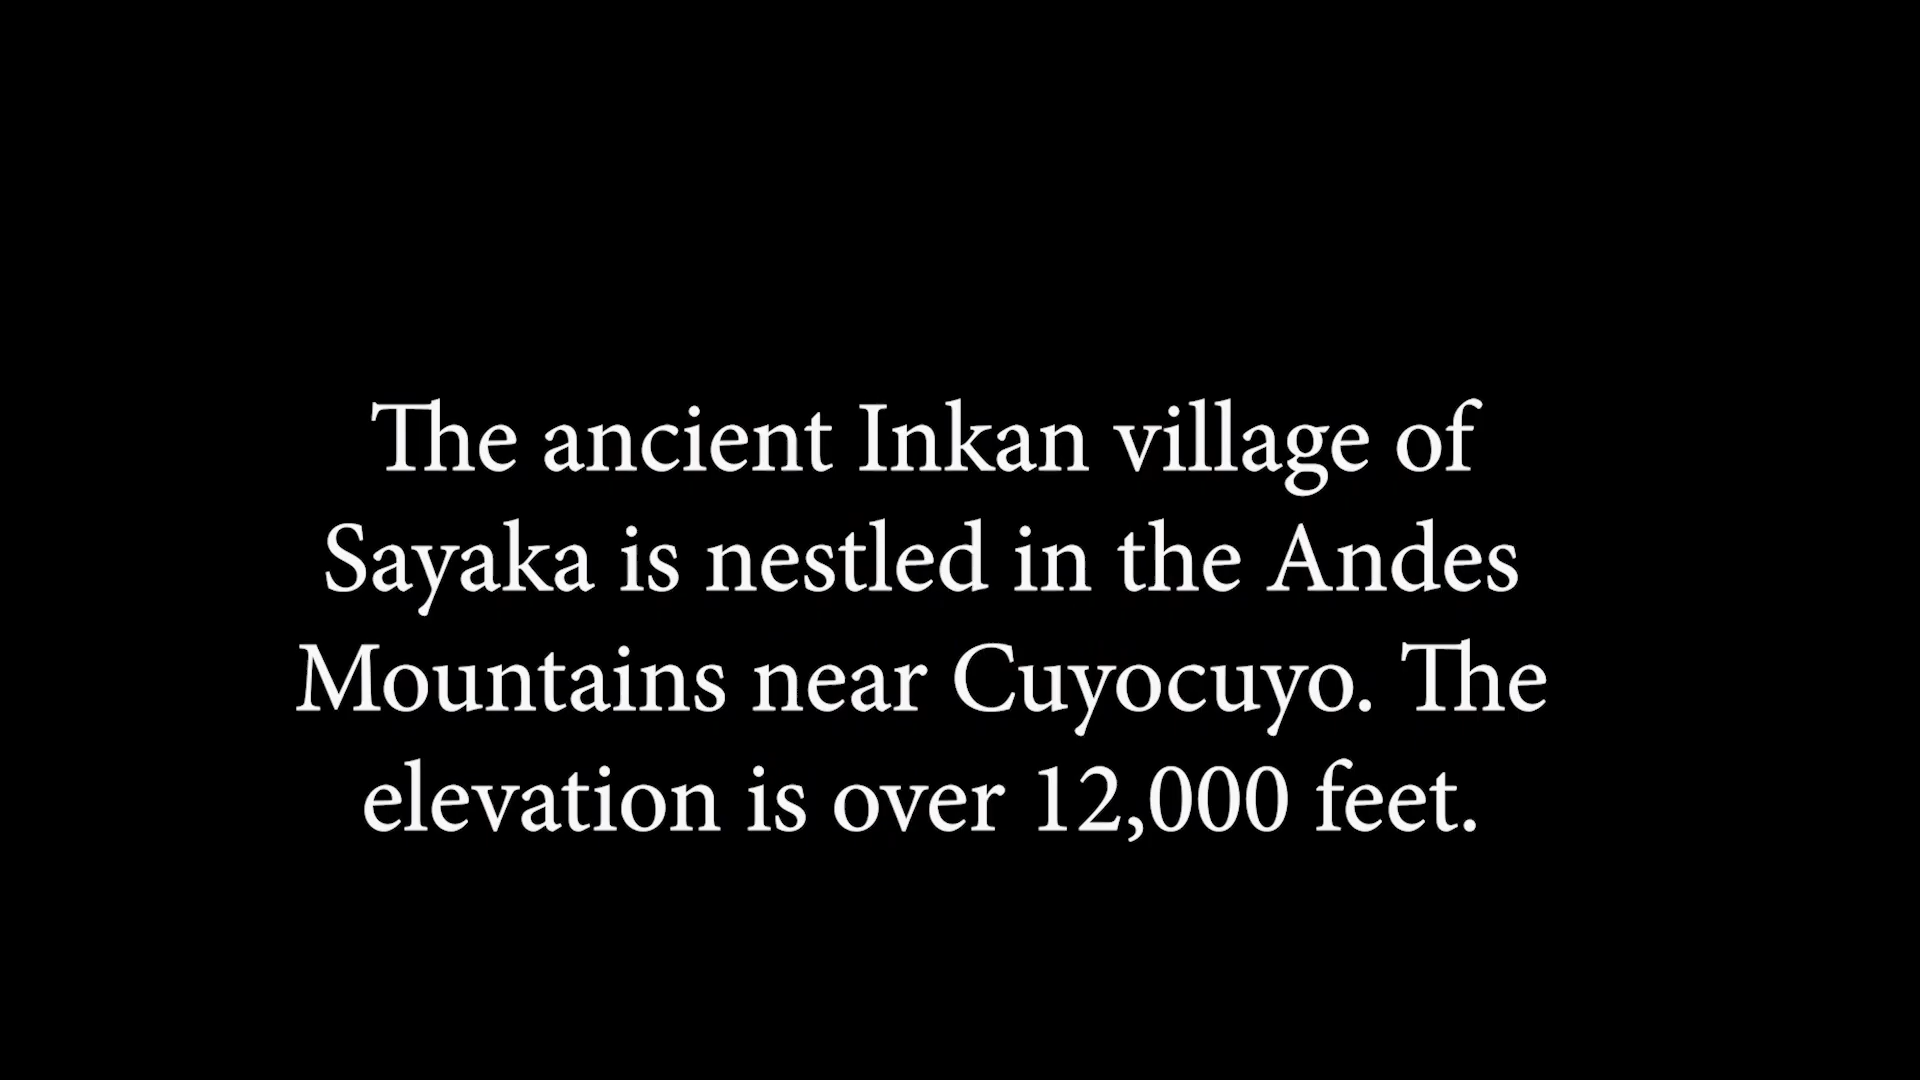 The ancient Inkan village of
Sayaka is nestled in the Andes
Mountains near Cuyocuyo. The
elevation is over 12,000 feet.